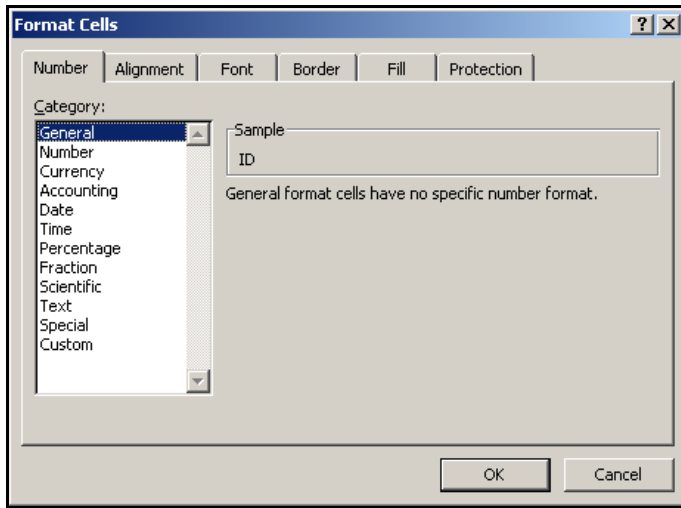 Format Cells
Number Alignment Font Border Fill Protection
Category:
General
Number
Currency
Accounting
Date
Time
Percentage
Fraction
Scientific
Text
Special
Custom
Sample
ID
General format cells have no specific number format.
OK Cancel